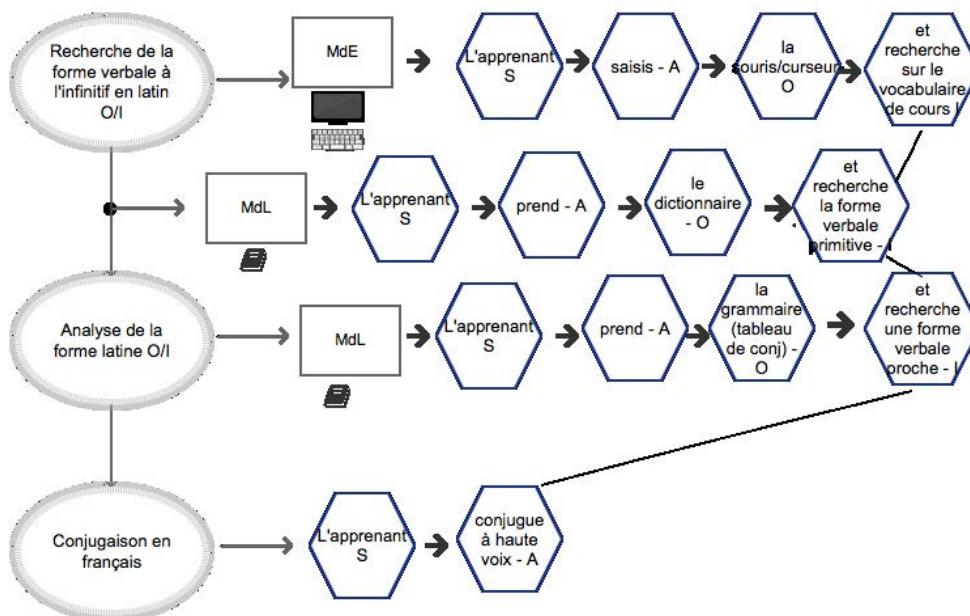 Recherche de la
forme verbale à
l'infinitif en latin
O/I
MdE
L'apprenant
S
saisis - A
la
souris/curseur
O
et
recherche
sur le
vocabulaire
de cours I
MdL
L'apprenant
S
prend - A
le
dictionnaire
- O
et
recherche
la forme
verbale
primitive - I
Analyse de la
forme latine O/I
MdL
L'apprenant
S
prend - A
la
grammaire
(tableau
de conj) -
O
et
recherche
une forme
verbale
proche - I
Conjugaison en
français
L'apprenant
S
conjugue
à haute
voix - A